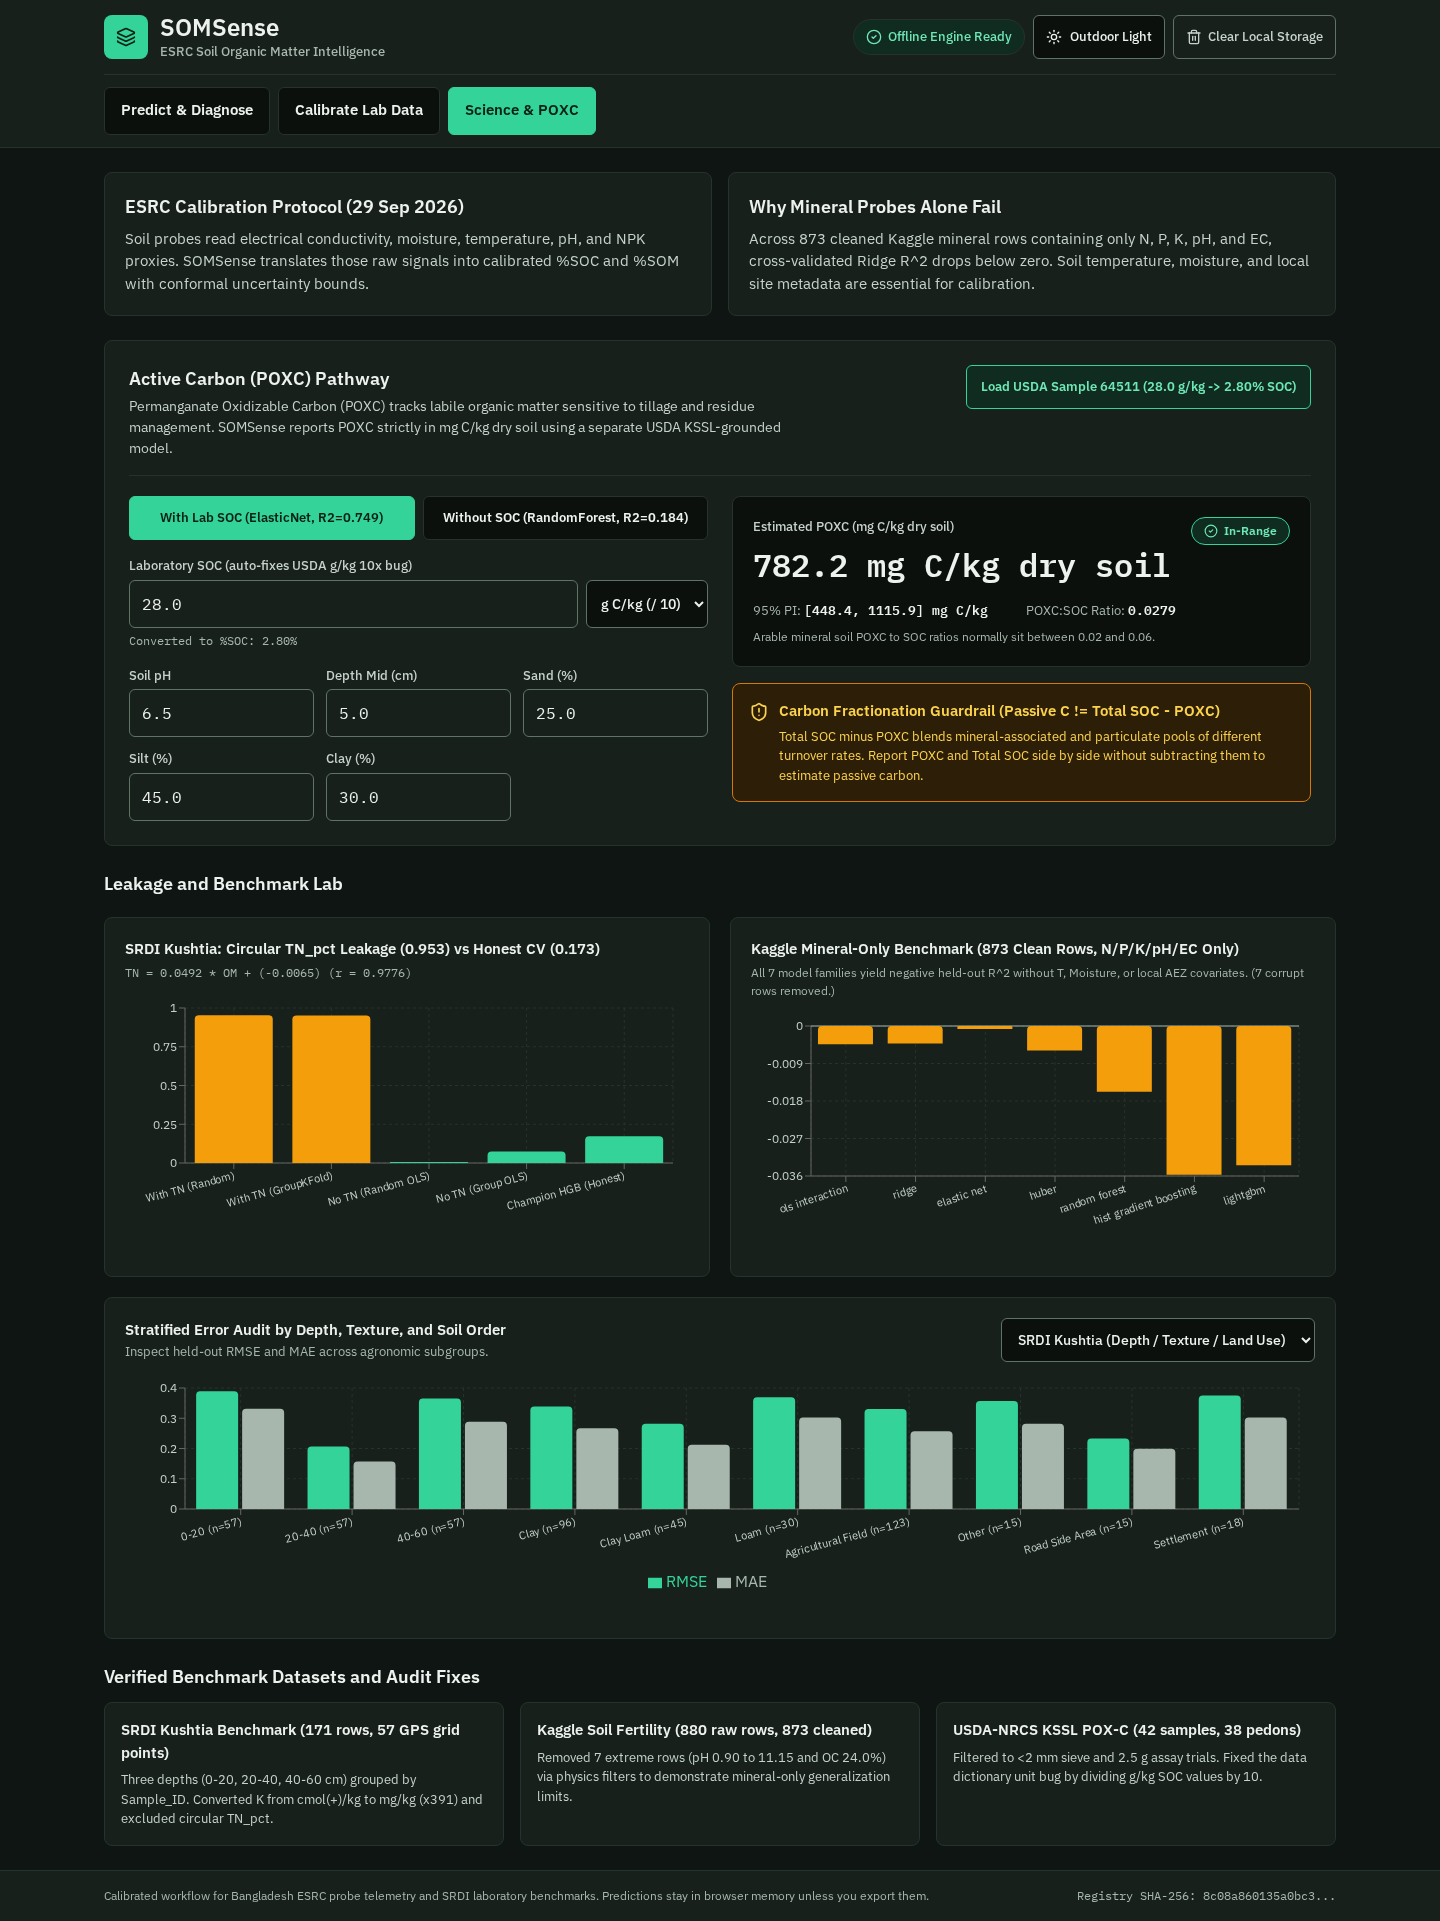 SOMSense
ESRC Soil Organic Matter Intelligence
Offline Engine Ready
Outdoor Light
Clear Local Storage
Predict & Diagnose
Calibrate Lab Data
Science & POXC
ESRC Calibration Protocol (29 Sep 2026)
Soil probes read electrical conductivity, moisture, temperature, pH, and NPK
proxies. SOMSense translates those raw signals into calibrated %SOC and %SOM
with conformal uncertainty bounds.
Why Mineral Probes Alone Fail
Across 873 cleaned Kaggle mineral rows containing only N, P, K, pH, and EC,
cross-validated Ridge R^2 drops below zero. Soil temperature, moisture, and local
site metadata are essential for calibration.
Active Carbon (POXC) Pathway
Permanganate Oxidizable Carbon (POXC) tracks labile organic matter sensitive to tillage and residue
management. SOMSense reports POXC strictly in mg C/kg dry soil using a separate USDA KSSL-grounded
model.
Load USDA Sample 64511 (28.0 g/kg -> 2.80% SOC)
With Lab SOC (ElasticNet, R2=0.749)
Without SOC (RandomForest, R2=0.184)
Laboratory SOC (auto-fixes USDA g/kg 10x bug)
28.0
g C/kg (/ 10)
Converted to %SOC: 2.80%
Soil pH
Depth Mid (cm)
Sand (%)
6.5
5.0
25.0
Silt (%)
Clay (%)
45.0
30.0
Estimated POXC (mg C/kg dry soil)
In-Range
782.2 mg C/kg dry soil
95% PI: [448.4, 1115.9] mg C/kg
POXC:SOC Ratio: 0.0279
Arable mineral soil POXC to SOC ratios normally sit between 0.02 and 0.06.
Carbon Fractionation Guardrail (Passive C != Total SOC - POXC)
Total SOC minus POXC blends mineral-associated and particulate pools of different
turnover rates. Report POXC and Total SOC side by side without subtracting them to
estimate passive carbon.
Leakage and Benchmark Lab
SRDI Kushtia: Circular TN_pct Leakage (0.953) vs Honest CV (0.173)
TN = 0.0492 * OM + (-0.0065) (r = 0.9776)
1
0.75
0.5
0.25
0
With TN (Random)
With TN (GroupKFold)
No TN (Random OLS)
No TN (Group OLS)
Champion HGB (Honest)
Kaggle Mineral-Only Benchmark (873 Clean Rows, N/P/K/pH/EC Only)
All 7 model families yield negative held-out R^2 without T, Moisture, or local AEZ covariates. (7 corrupt
rows removed.)
0
-0.009
-0.018
-0.027
-0.036
ols interaction
ridge
elastic net
huber
random forest
hist gradient boosting
lightgbm
Stratified Error Audit by Depth, Texture, and Soil Order
Inspect held-out RMSE and MAE across agronomic subgroups.
SRDI Kushtia (Depth / Texture / Land Use)
0.4
0.3
0.2
0.1
0
0-20 (n=57)
20-40 (n=57)
40-60 (n=57)
Clay (n=96)
Clay Loam (n=45)
Loam (n=30)
Agricultural Field (n=123)
Other (n=15)
Road Side Area (n=15)
Settlement (n=18)
RMSE
MAE
Verified Benchmark Datasets and Audit Fixes
SRDI Kushtia Benchmark (171 rows, 57 GPS grid
points)
Three depths (0-20, 20-40, 40-60 cm) grouped by
Sample_ID. Converted K from cmol(+)/kg to mg/kg (x391) and
excluded circular TN_pct.
Kaggle Soil Fertility (880 raw rows, 873 cleaned)
Removed 7 extreme rows (pH 0.90 to 11.15 and OC 24.0%)
via physics filters to demonstrate mineral-only generalization
limits.
USDA-NRCS KSSL POX-C (42 samples, 38 pedons)
Filtered to <2 mm sieve and 2.5 g assay trials. Fixed the data
dictionary unit bug by dividing g/kg SOC values by 10.
Calibrated workflow for Bangladesh ESRC probe telemetry and SRDI laboratory benchmarks. Predictions stay in browser memory unless you export them.
Registry SHA-256: 8c08a860135a0bc3...